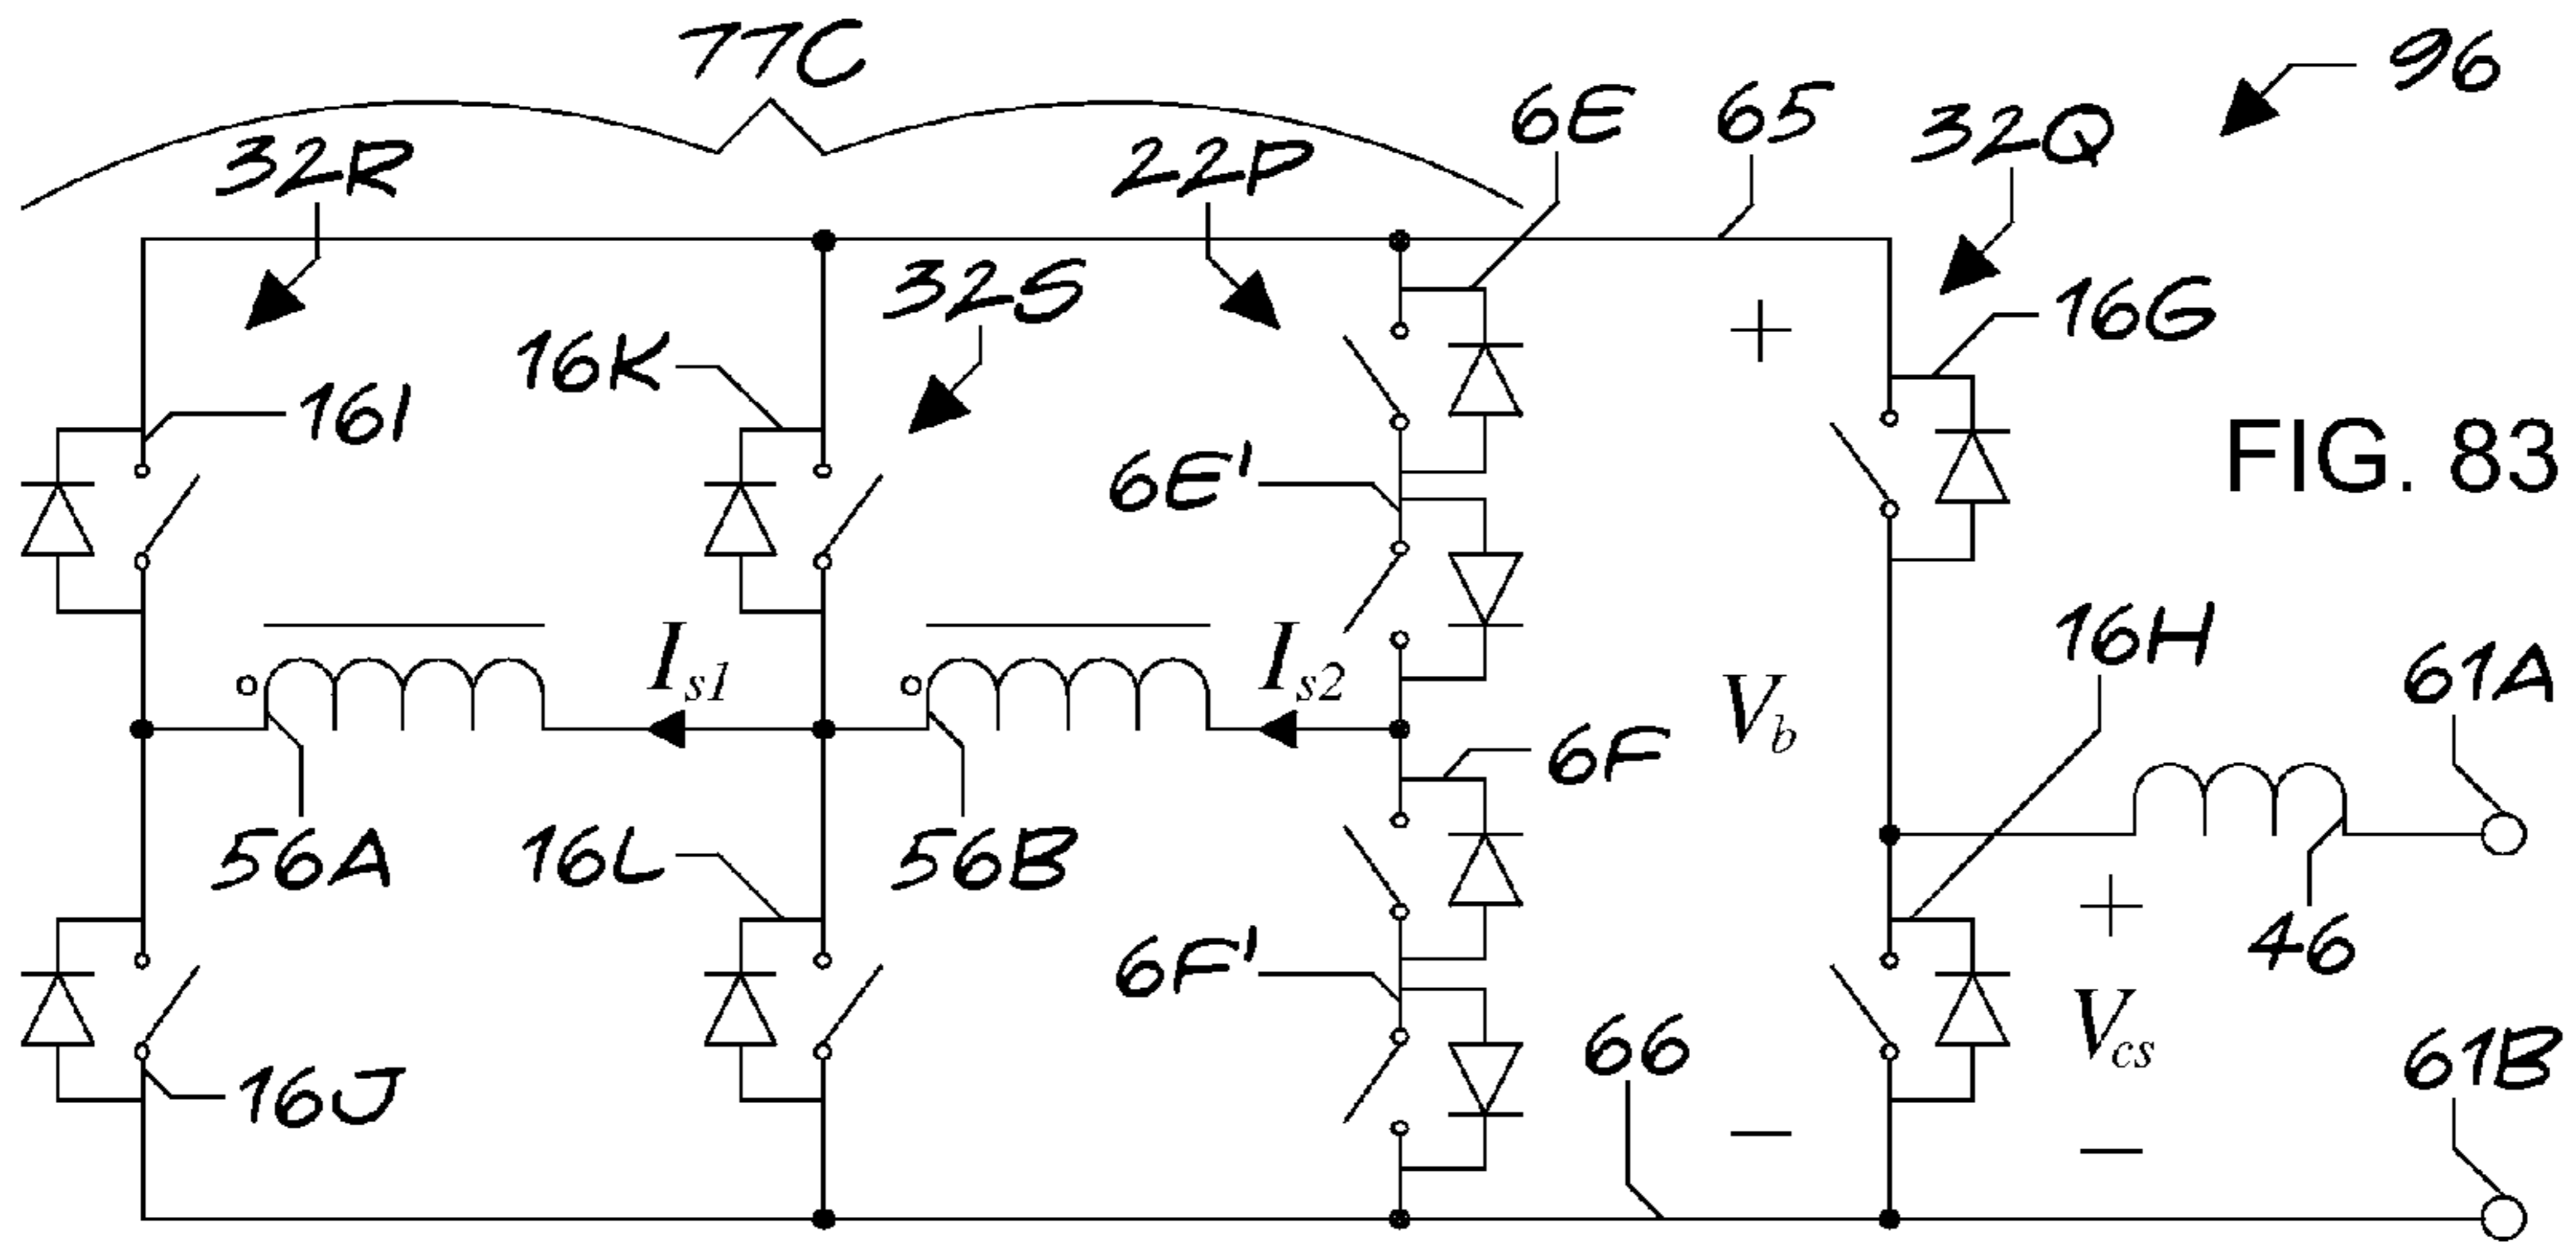 77C
96
6E
65
32Q
32R
22P
32S
16G
16K
16I
+
FIG. 83
6E'
16H
Is1
Is2
Vb
61A
6F
56A
16L
56B
+
46
6F'
Vcs
66
61B
16J
−
−